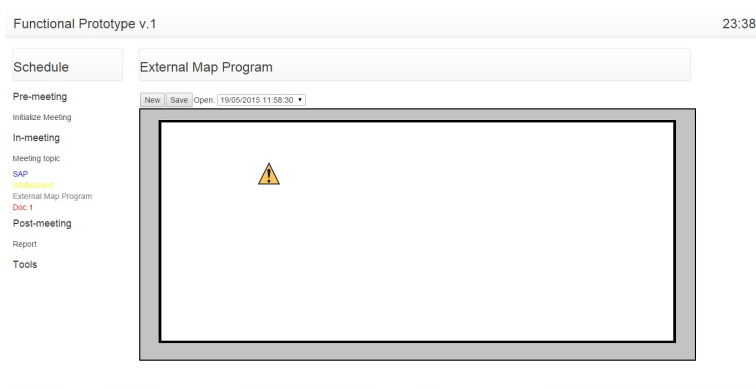 Functional Prototype v.1
23:38
Schedule
Pre-meeting
Initialize Meeting
In-meeting
Meeting topic
SAP
Whiteboard
External Map Program
Doc 1
Post-meeting
Report
Tools
External Map Program
New Save Open: 19/05/2015 11:58:30